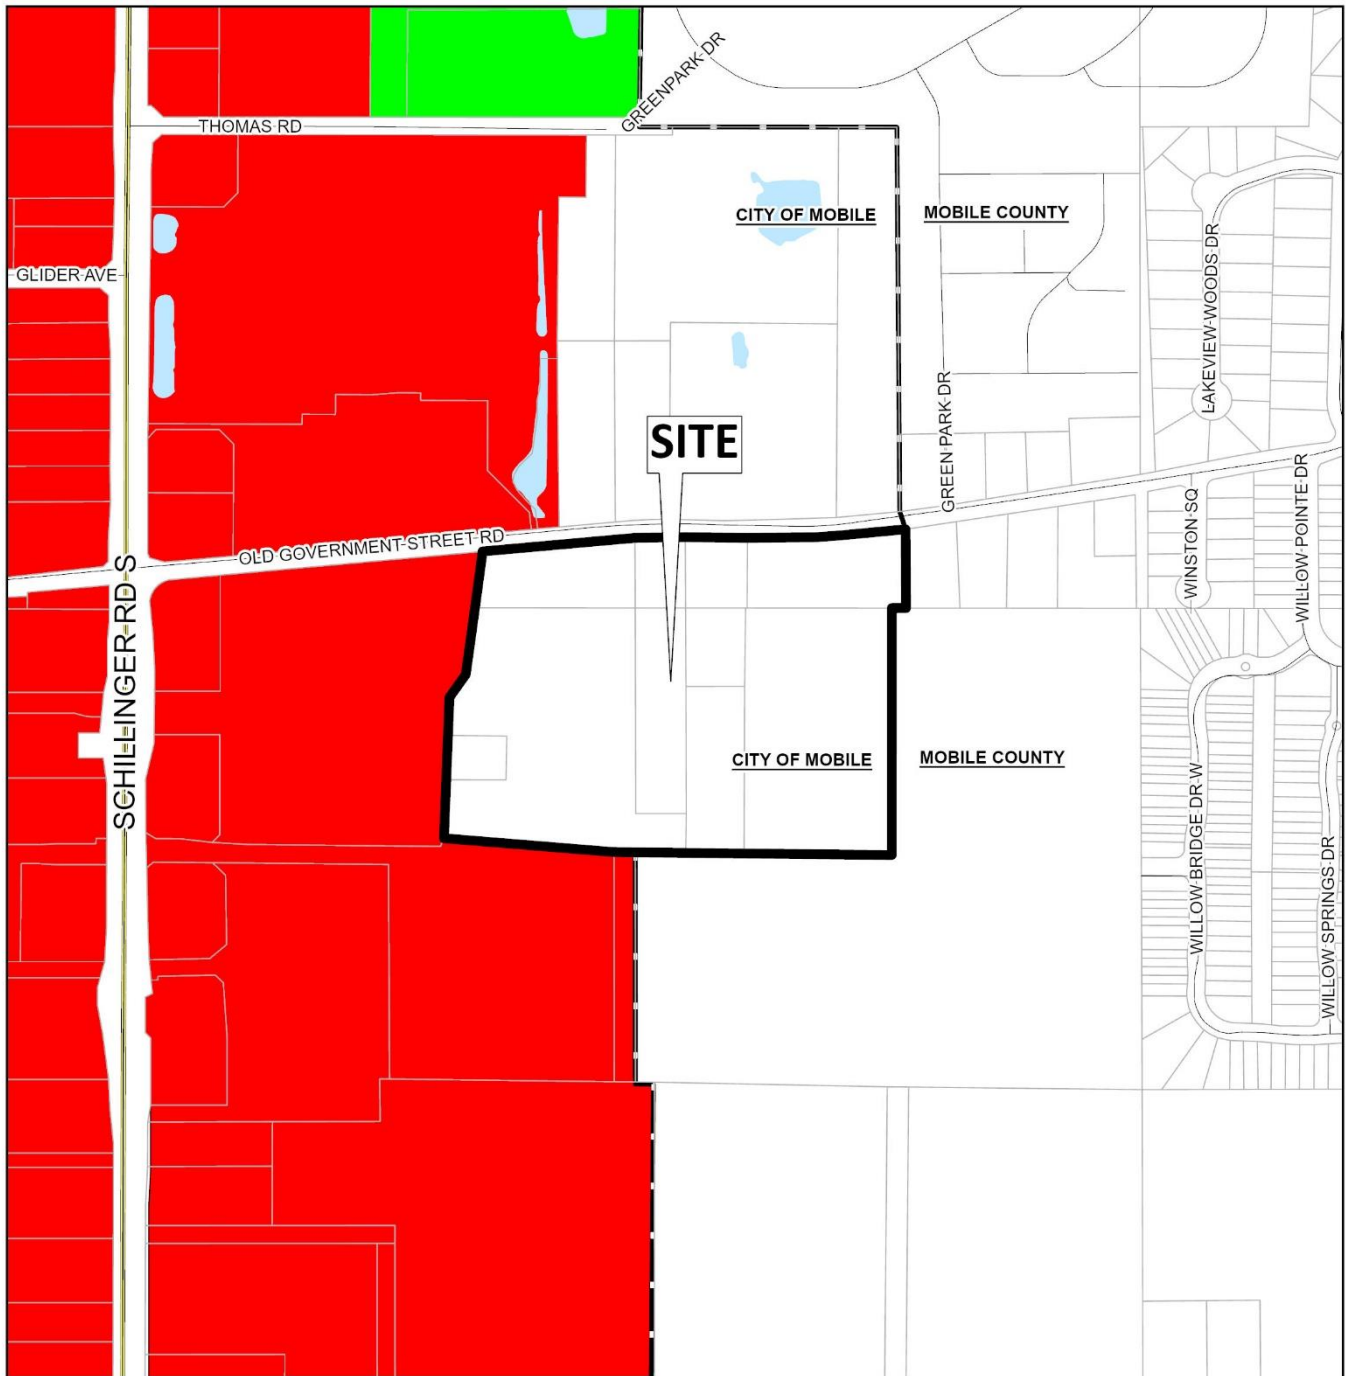 GREENPARK DR
THOMAS RD
CITY OF MOBILE
MOBILE COUNTY
GLIDER AVE
LAKEVIEW WOODS DR
GREEN PARK DR
SITE
OLD GOVERNMENT STREET RD
WINSTON SQ
WILLOW POINTE DR
SCHILLINGER RD S
CITY OF MOBILE
MOBILE COUNTY
WILLOW BRIDGE DR W
WILLOW SPRINGS DR